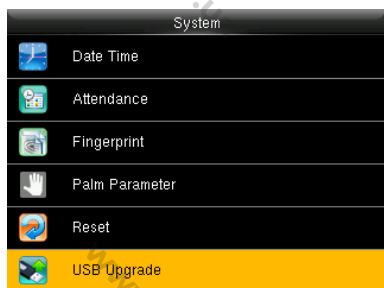 System
Date Time
Attendance
Fingerprint
Palm Parameter
Reset
USB Upgrade